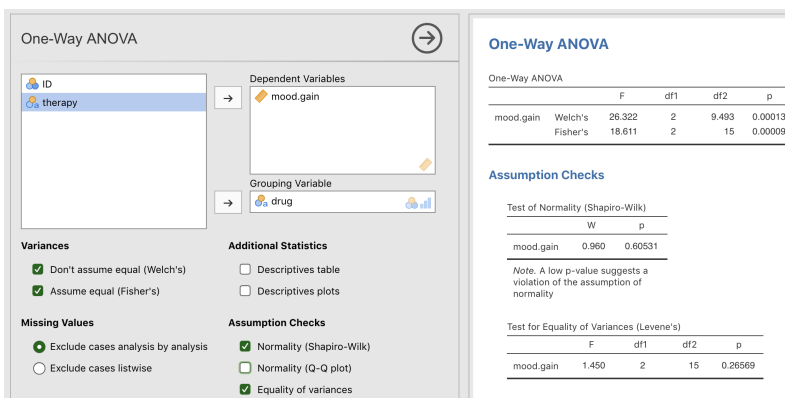 One-Way ANOVA
ID
therapy
Dependent Variables
mood.gain
Grouping Variable
drug
Variances
Don't assume equal (Welch's)
Assume equal (Fisher's)
Additional Statistics
Descriptives table
Descriptives plots
Missing Values
Exclude cases analysis by analysis
Exclude cases listwise
Assumption Checks
Normality (Shapiro-Wilk)
Normality (Q-Q plot)
Equality of variances
One-Way ANOVA
One-Way ANOVA
F df1 df2 p
mood.gain Welch's 26.322 2 9.493 0.00013
Fisher's 18.611 2 15 0.00009
Assumption Checks
Test of Normality (Shapiro-Wilk)
W p
mood.gain 0.960 0.60531
Note. A low p-value suggests a
violation of the assumption of
normality
Test for Equality of Variances (Levene's)
F df1 df2 p
mood.gain 1.450 2 15 0.26569